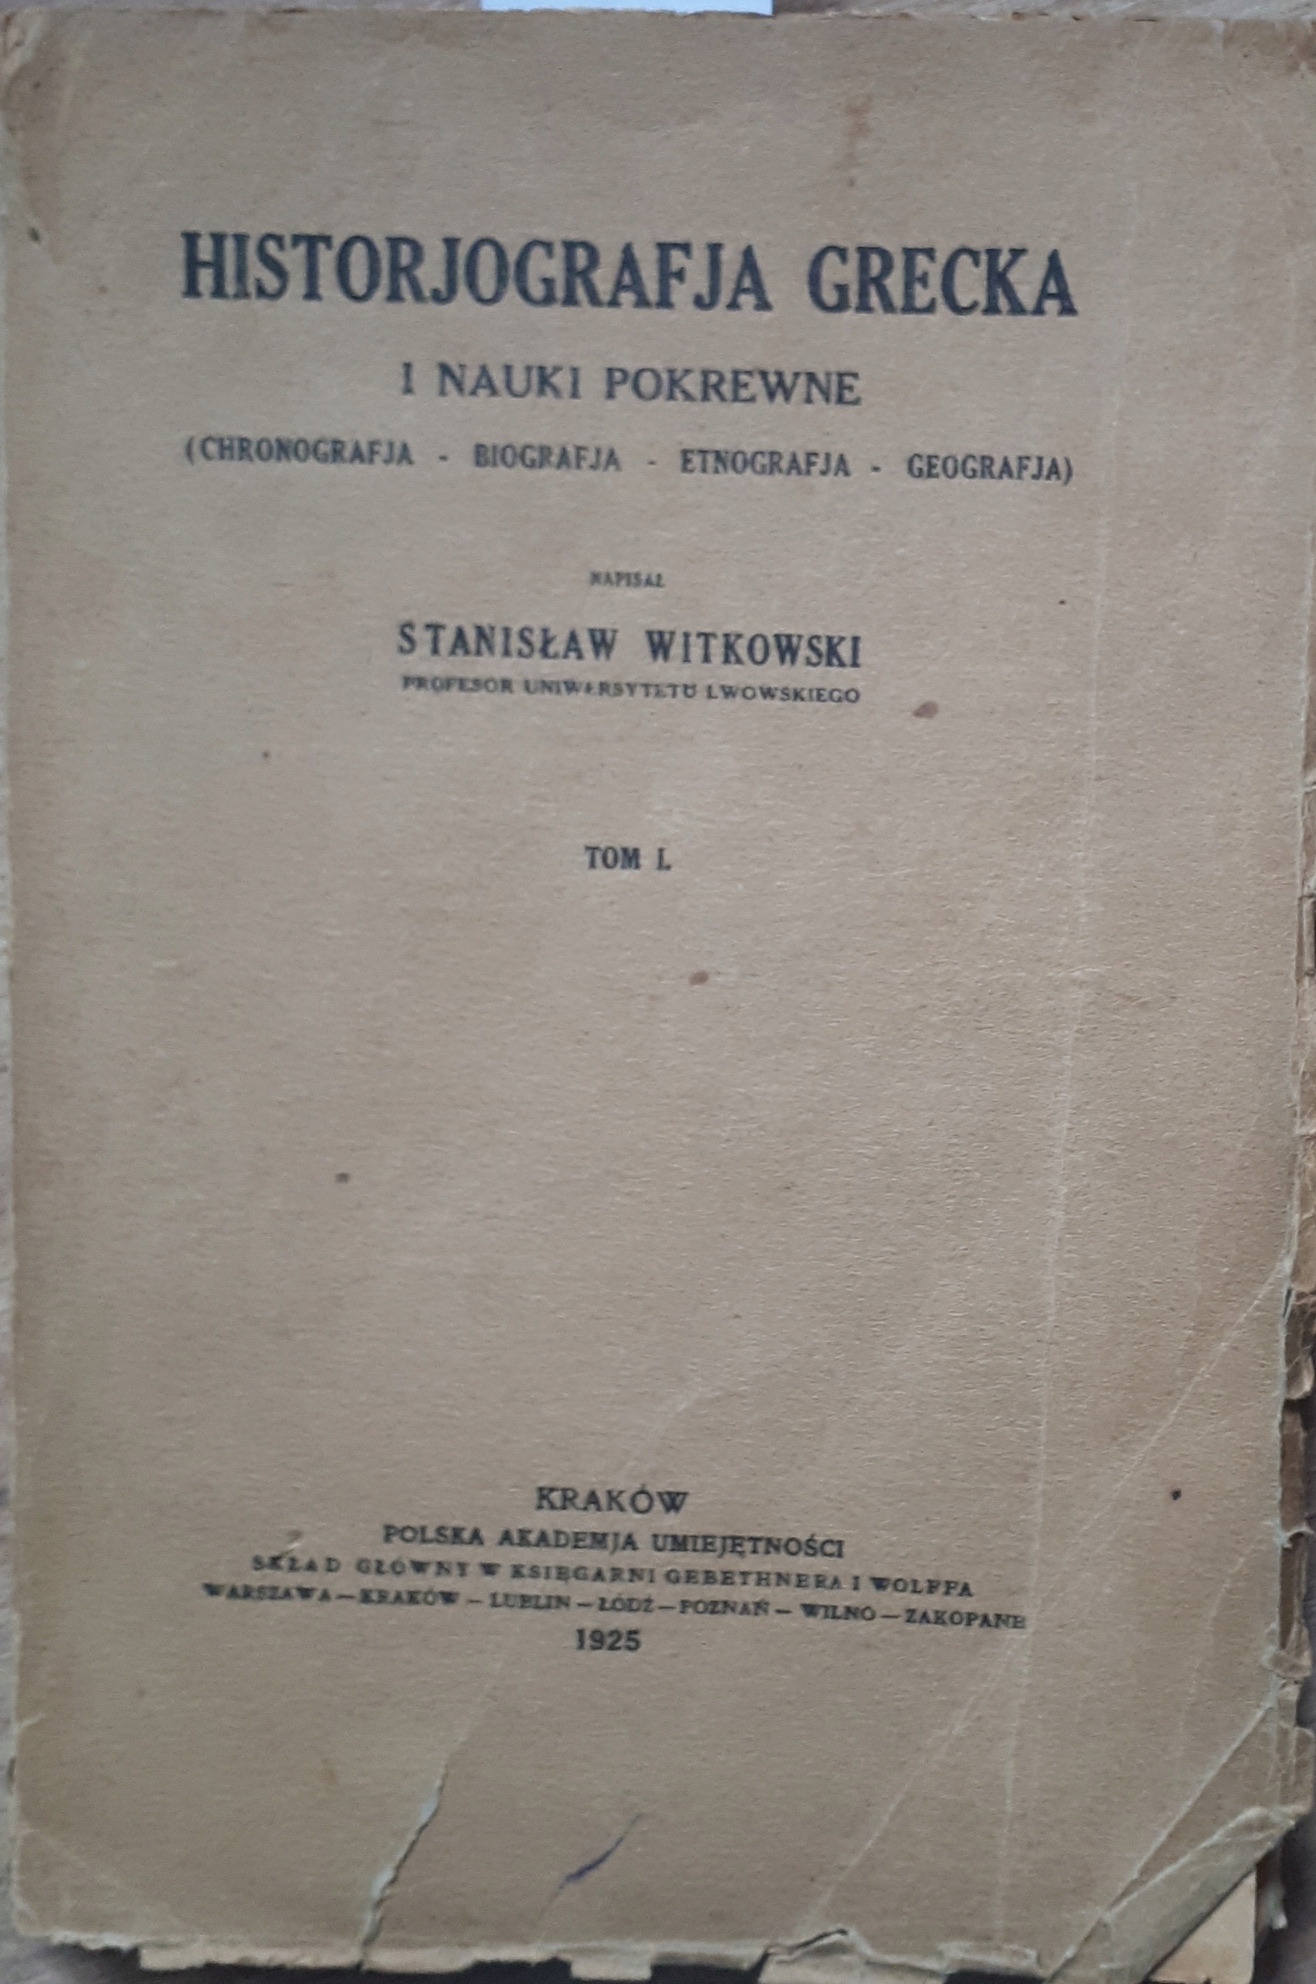 HISTORJOGRAFJA GRECKA
I NAUKI POKREWNE
(CHRONOGRAFJA - BIOGRAFJA - ETNOGRAFJA - GEOGRAFJA)
NAPISAŁ
STANISŁAW WITKOWSKI
PROFESOR UNIWERSYTETU LWOWSKIEGO
TOM I.
KRAKÓW
POLSKA AKADEMJA UMIEJĘTNOŚCI
SKŁAD GŁÓWNY W KSIĘGARNI GEBETHNERA I WOLFFA
WARSZAWA — KRAKÓW — LUBLIN — ŁÓDŹ — POZNAŃ — WILNO — ZAKOPANE
1925